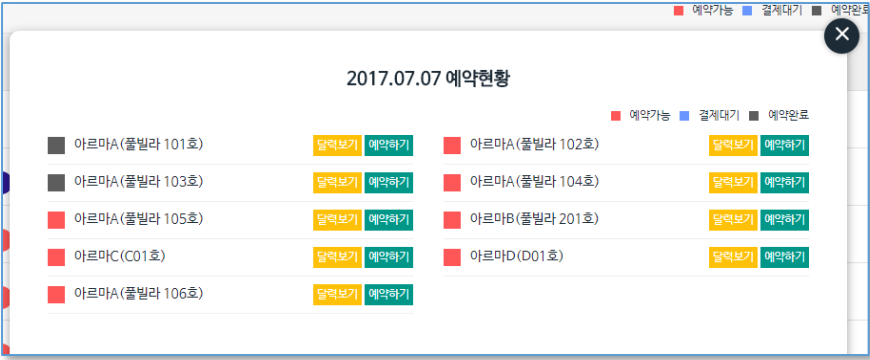 예약가능 결제대기 예약완료
2017.07.07 예약현황
예약가능 결제대기 예약완료
아르마A(풀빌라 101호) 달력보기 예약하기 아르마A(풀빌라 102호) 달력보기 예약하기
아르마A(풀빌라 103호) 달력보기 예약하기 아르마A(풀빌라 104호) 달력보기 예약하기
아르마A(풀빌라 105호) 달력보기 예약하기 아르마B(풀빌라 201호) 달력보기 예약하기
아르마C(C01호) 달력보기 예약하기 아르마D(D01호) 달력보기 예약하기
아르마A(풀빌라 106호) 달력보기 예약하기